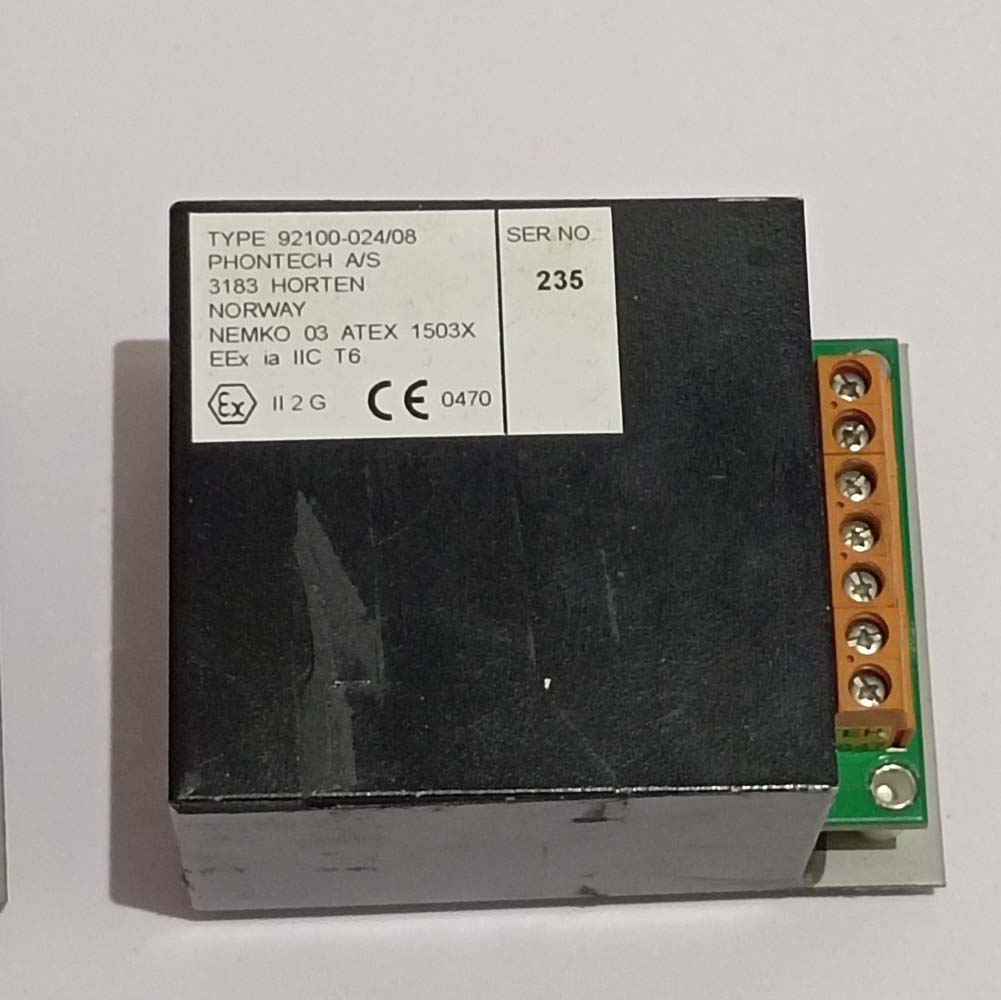 TYPE 92100-024/08
PHONTECH A/S
3183 HORTEN
NORWAY
NEMKO 03 ATEX 1503X
EEx ia IIC T6
Ex II 2 G CE 0470
SER.NO.
235